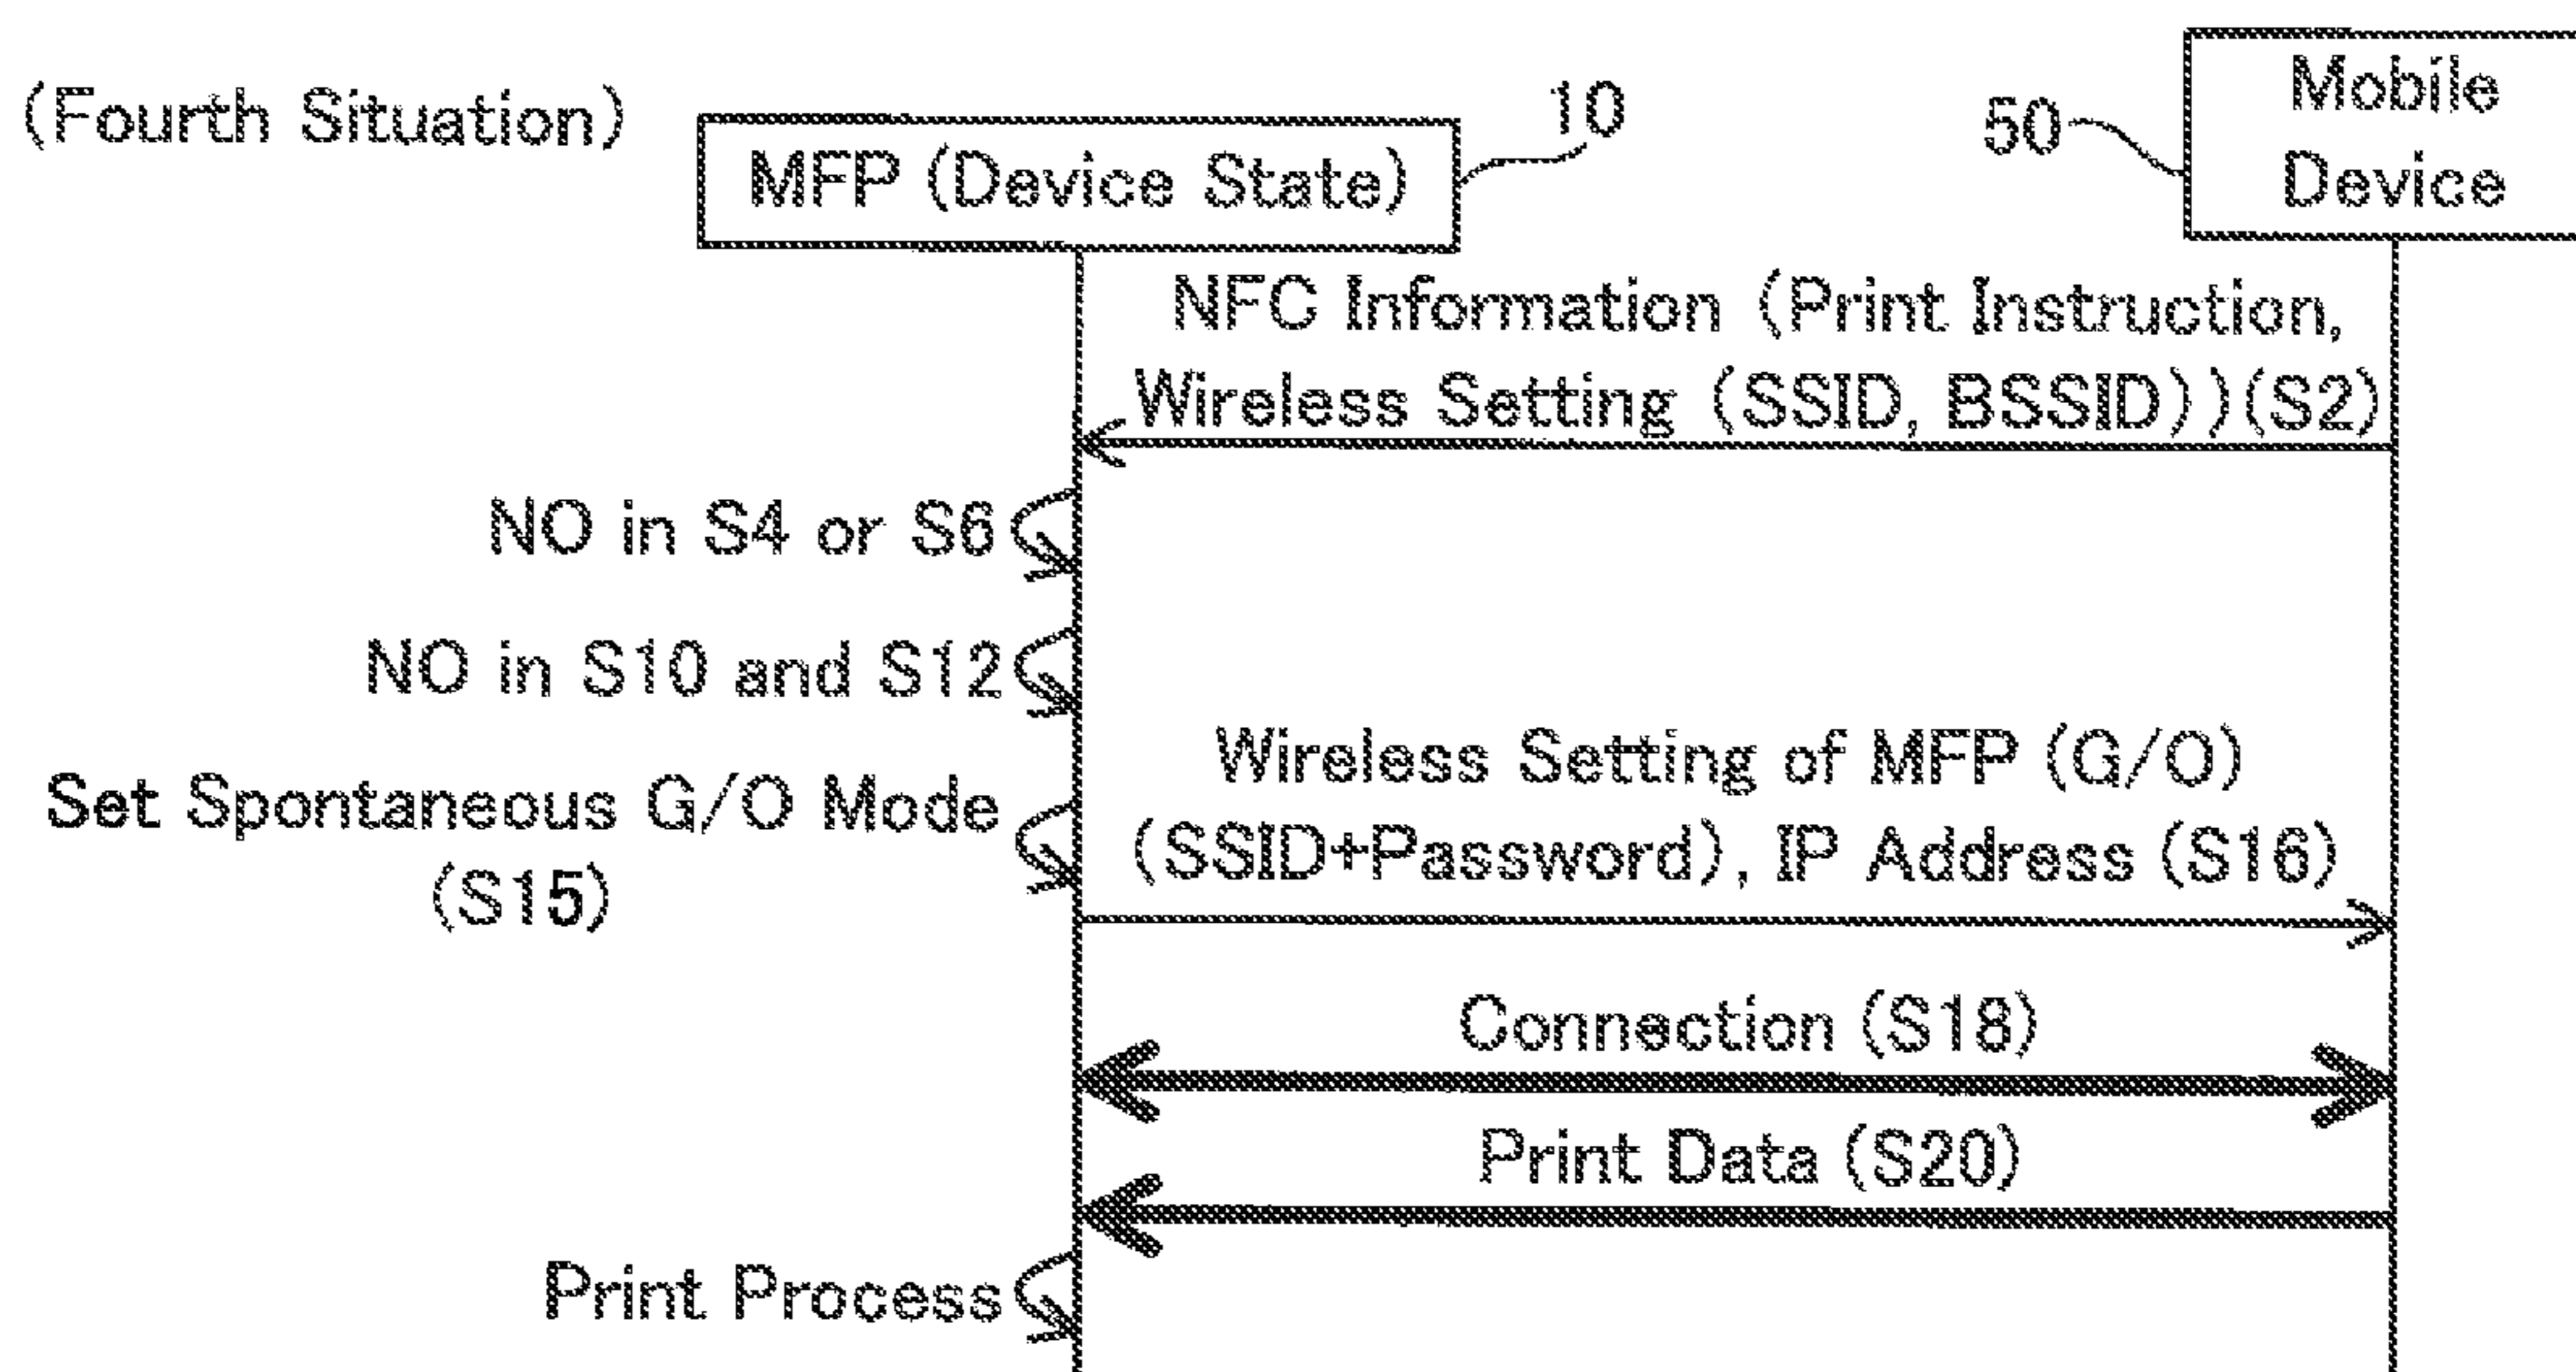 (Fourth Situation)
MFP (Device State)
10
50
Mobile
Device
NFC Information (Print Instruction,
Wireless Setting (SSID, BSSID))(S2)
NO in S4 or S6
NO in S10 and S12
Set Spontaneous G/O Mode
(S15)
Wireless Setting of MFP (G/O)
(SSID+Password), IP Address (S16)
Connection (S18)
Print Data (S20)
Print Process